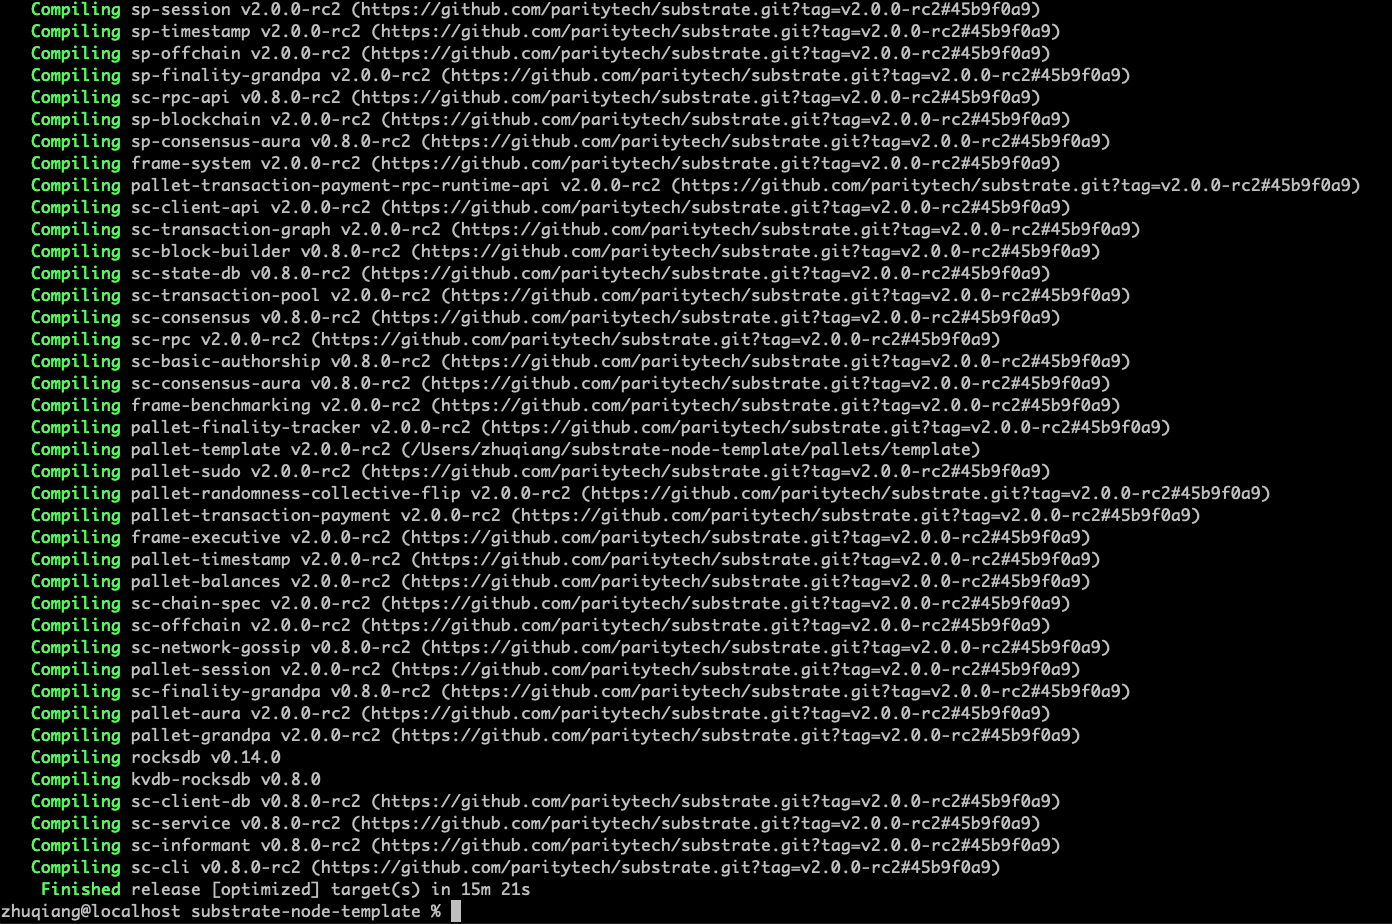 Compiling sp-session v2.0.0-rc2 (https://github.com/paritytech/substrate.git?tag=v2.0.0-rc2#45b9f0a9)
Compiling sp-timestamp v2.0.0-rc2 (https://github.com/paritytech/substrate.git?tag=v2.0.0-rc2#45b9f0a9)
Compiling sp-offchain v2.0.0-rc2 (https://github.com/paritytech/substrate.git?tag=v2.0.0-rc2#45b9f0a9)
Compiling sp-finality-grandpa v2.0.0-rc2 (https://github.com/paritytech/substrate.git?tag=v2.0.0-rc2#45b9f0a9)
Compiling sc-rpc-api v0.8.0-rc2 (https://github.com/paritytech/substrate.git?tag=v2.0.0-rc2#45b9f0a9)
Compiling sp-blockchain v2.0.0-rc2 (https://github.com/paritytech/substrate.git?tag=v2.0.0-rc2#45b9f0a9)
Compiling sp-consensus-aura v0.8.0-rc2 (https://github.com/paritytech/substrate.git?tag=v2.0.0-rc2#45b9f0a9)
Compiling frame-system v2.0.0-rc2 (https://github.com/paritytech/substrate.git?tag=v2.0.0-rc2#45b9f0a9)
Compiling pallet-transaction-payment-rpc-runtime-api v2.0.0-rc2 (https://github.com/paritytech/substrate.git?tag=v2.0.0-rc2#45b9f0a9)
Compiling sc-client-api v2.0.0-rc2 (https://github.com/paritytech/substrate.git?tag=v2.0.0-rc2#45b9f0a9)
Compiling sc-transaction-graph v2.0.0-rc2 (https://github.com/paritytech/substrate.git?tag=v2.0.0-rc2#45b9f0a9)
Compiling sc-block-builder v0.8.0-rc2 (https://github.com/paritytech/substrate.git?tag=v2.0.0-rc2#45b9f0a9)
Compiling sc-state-db v0.8.0-rc2 (https://github.com/paritytech/substrate.git?tag=v2.0.0-rc2#45b9f0a9)
Compiling sc-transaction-pool v2.0.0-rc2 (https://github.com/paritytech/substrate.git?tag=v2.0.0-rc2#45b9f0a9)
Compiling sc-consensus v0.8.0-rc2 (https://github.com/paritytech/substrate.git?tag=v2.0.0-rc2#45b9f0a9)
Compiling sc-rpc v2.0.0-rc2 (https://github.com/paritytech/substrate.git?tag=v2.0.0-rc2#45b9f0a9)
Compiling sc-basic-authorship v0.8.0-rc2 (https://github.com/paritytech/substrate.git?tag=v2.0.0-rc2#45b9f0a9)
Compiling sc-consensus-aura v0.8.0-rc2 (https://github.com/paritytech/substrate.git?tag=v2.0.0-rc2#45b9f0a9)
Compiling frame-benchmarking v2.0.0-rc2 (https://github.com/paritytech/substrate.git?tag=v2.0.0-rc2#45b9f0a9)
Compiling pallet-finality-tracker v2.0.0-rc2 (https://github.com/paritytech/substrate.git?tag=v2.0.0-rc2#45b9f0a9)
Compiling pallet-template v2.0.0-rc2 (/Users/zhuqiang/substrate-node-template/pallets/template)
Compiling pallet-sudo v2.0.0-rc2 (https://github.com/paritytech/substrate.git?tag=v2.0.0-rc2#45b9f0a9)
Compiling pallet-randomness-collective-flip v2.0.0-rc2 (https://github.com/paritytech/substrate.git?tag=v2.0.0-rc2#45b9f0a9)
Compiling pallet-transaction-payment v2.0.0-rc2 (https://github.com/paritytech/substrate.git?tag=v2.0.0-rc2#45b9f0a9)
Compiling frame-executive v2.0.0-rc2 (https://github.com/paritytech/substrate.git?tag=v2.0.0-rc2#45b9f0a9)
Compiling pallet-timestamp v2.0.0-rc2 (https://github.com/paritytech/substrate.git?tag=v2.0.0-rc2#45b9f0a9)
Compiling pallet-balances v2.0.0-rc2 (https://github.com/paritytech/substrate.git?tag=v2.0.0-rc2#45b9f0a9)
Compiling sc-chain-spec v2.0.0-rc2 (https://github.com/paritytech/substrate.git?tag=v2.0.0-rc2#45b9f0a9)
Compiling sc-offchain v2.0.0-rc2 (https://github.com/paritytech/substrate.git?tag=v2.0.0-rc2#45b9f0a9)
Compiling sc-network-gossip v0.8.0-rc2 (https://github.com/paritytech/substrate.git?tag=v2.0.0-rc2#45b9f0a9)
Compiling pallet-session v2.0.0-rc2 (https://github.com/paritytech/substrate.git?tag=v2.0.0-rc2#45b9f0a9)
Compiling sc-finality-grandpa v0.8.0-rc2 (https://github.com/paritytech/substrate.git?tag=v2.0.0-rc2#45b9f0a9)
Compiling pallet-aura v2.0.0-rc2 (https://github.com/paritytech/substrate.git?tag=v2.0.0-rc2#45b9f0a9)
Compiling pallet-grandpa v2.0.0-rc2 (https://github.com/paritytech/substrate.git?tag=v2.0.0-rc2#45b9f0a9)
Compiling rocksdb v0.14.0
Compiling kvdb-rocksdb v0.8.0
Compiling sc-client-db v0.8.0-rc2 (https://github.com/paritytech/substrate.git?tag=v2.0.0-rc2#45b9f0a9)
Compiling sc-service v0.8.0-rc2 (https://github.com/paritytech/substrate.git?tag=v2.0.0-rc2#45b9f0a9)
Compiling sc-informant v0.8.0-rc2 (https://github.com/paritytech/substrate.git?tag=v2.0.0-rc2#45b9f0a9)
Compiling sc-cli v0.8.0-rc2 (https://github.com/paritytech/substrate.git?tag=v2.0.0-rc2#45b9f0a9)
Finished release [optimized] target(s) in 15m 21s
zhuqiang@localhost substrate-node-template %